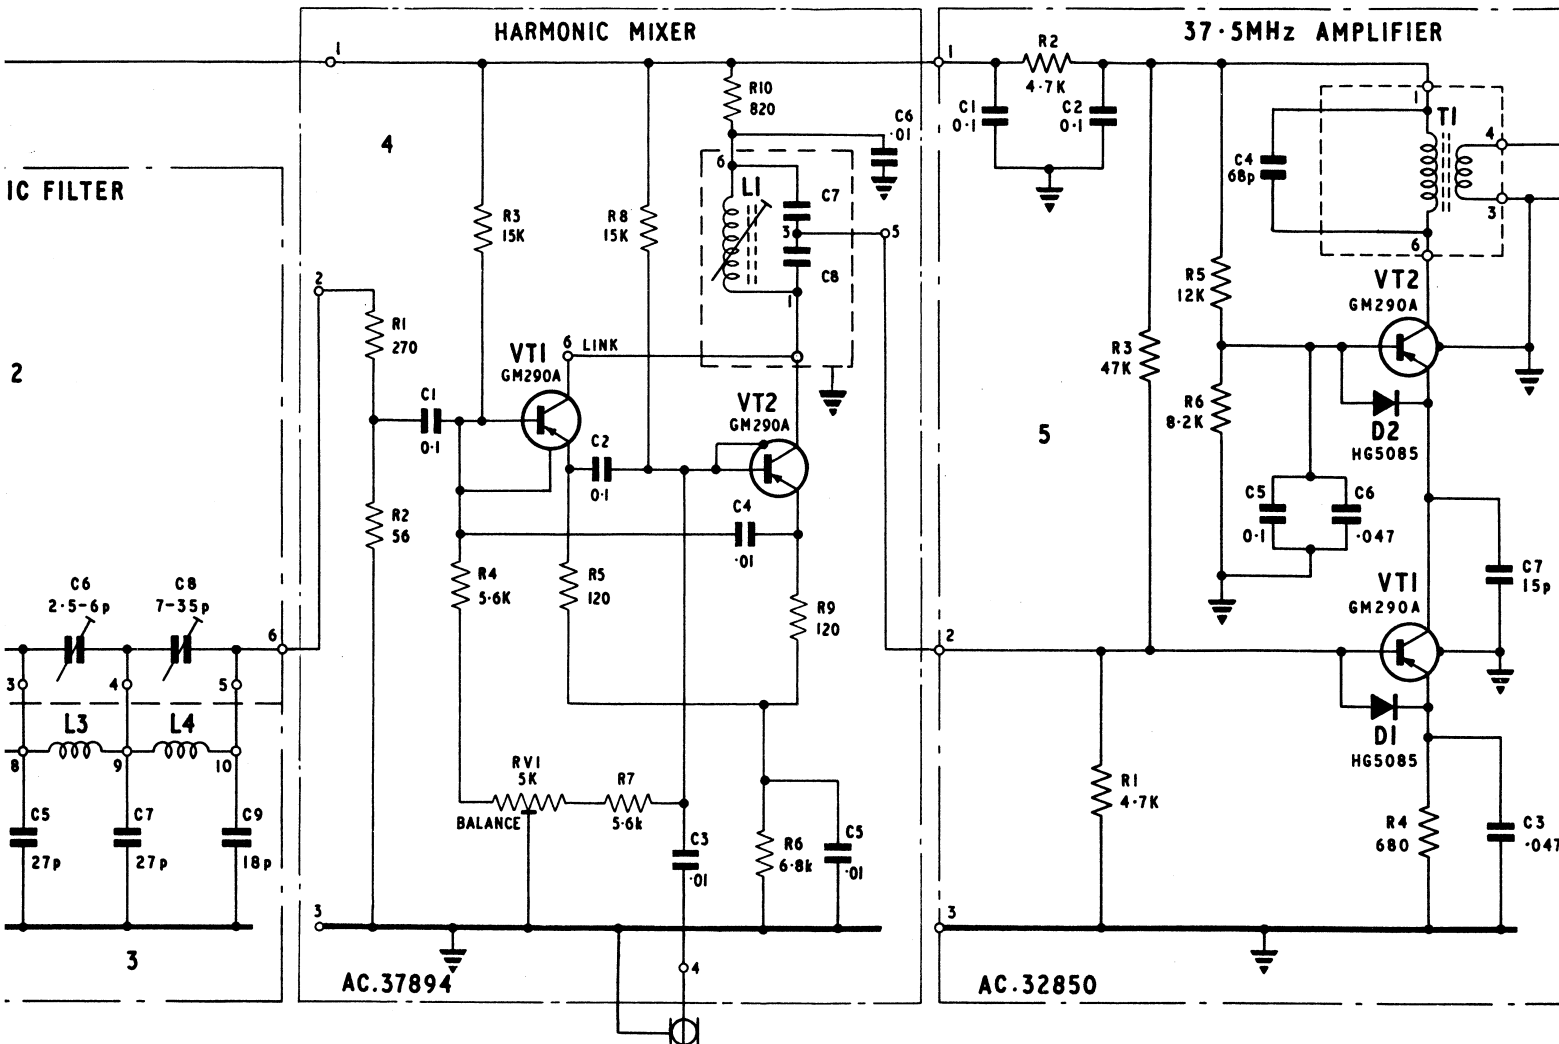 IC FILTER
2
C6
2·5-6p
C8
7-35p
6
3
4
5
L3
L4
8
9
10
C5
27p
C7
27p
C9
18p
3
HARMONIC MIXER
1
4
2
R1
270
R2
56
C1
0·1
R3
15K
R8
15K
R10
820
C6
·01
6
L1
C7
3
5
C8
1
6 LINK
VT1
GM290A
VT2
GM290A
C2
0·1
C4
·01
R4
5·6K
R5
120
R9
120
RV1
5K
BALANCE
R7
5·6k
C3
·01
R6
6·8k
C5
·01
3
4
AC.37894
37·5MHz AMPLIFIER
1
R2
4·7K
C1
0·1
C2
0·1
1
T1
4
C4
68p
3
6
R5
12K
VT2
GM290A
R3
47K
R6
8·2K
D2
HG5085
5
C5
0·1
C6
·047
C7
15p
VT1
GM290A
2
D1
HG5085
R1
4·7K
R4
680
C3
·047
3
AC.32850